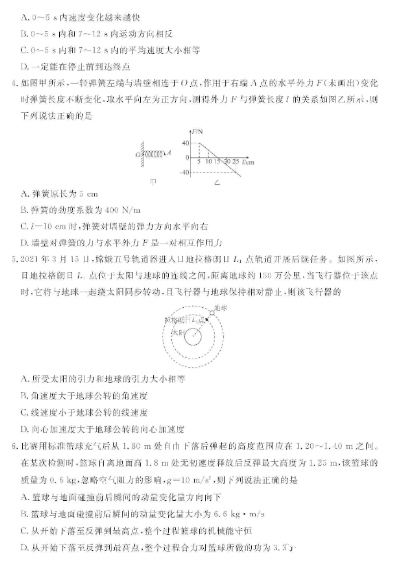 A. 0~5 s内速度变化越来越快
B. 0~5 s内和7~12 s内运动方向相反
C. 0~5 s内和7~12 s内的平均速度大小相等
D. 一定能在停止前到达终点
4. 如图甲所示,一轻弹簧左端与墙壁相连于O点,作用于右端A点的水平外力F(未画出)变化
时弹簧长度不断变化,取水平向左为正方向,测得外力F与弹簧长度l的关系如图乙所示,则
下列说法正确的是
F/N
40
0
-40
5 10 15 20 25 l/cm
O
A
甲
乙
A. 弹簧原长为5 cm
B. 弹簧的劲度系数为400 N/m
C. l=10 cm时,弹簧对墙壁的弹力方向水平向右
D. 墙壁对弹簧的力与水平外力F是一对相互作用力
5. 2021年3月15日,嫦娥五号轨道器进入日地拉格朗日L₁点轨道开展后续任务。如图所示,
日地拉格朗日L₁点位于太阳与地球的连线之间,距离地球约150万公里,当飞行器位于该点
时,它将与地球一起绕太阳同步转动,且飞行器与地球保持相对静止,则该飞行器的
地球
太阳
A. 所受太阳的引力和地球的引力大小相等
B. 角速度大于地球公转的角速度
C. 线速度小于地球公转的线速度
D. 向心加速度大于地球公转的向心加速度
6. 比赛用标准篮球充气后从1.80 m处自由下落后弹起的高度范围应在1.20~1.40 m之间。
在某次检测时,篮球自离地面高1.8 m处无初速度释放后反弹最大高度为1.25 m,该篮球的
质量为0.6 kg,忽略空气阻力的影响,g=10 m/s²,则下列说法正确的是
A. 篮球与地面碰撞前后瞬间的动量变化量方向向下
B. 篮球与地面碰撞前后瞬间的动量变化量大小为6.6 kg·m/s
C. 从开始下落至反弹到最高点,整个过程篮球的机械能守恒
D. 从开始下落至反弹到最高点,整个过程合力对篮球所做的功为3.3 J